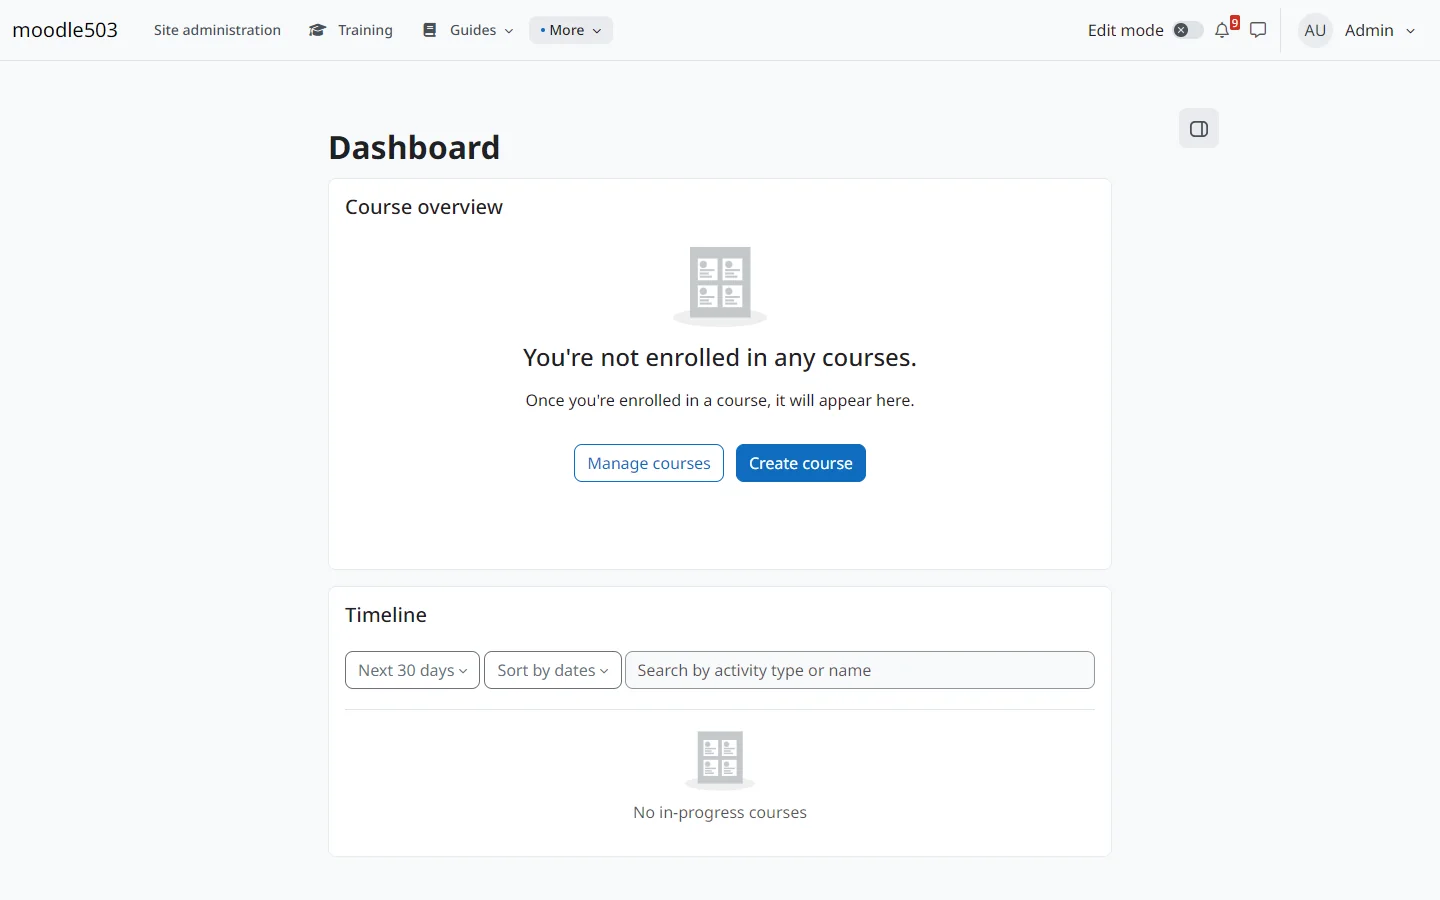 moodle503
Site administration
Training
Guides
More
Edit mode
9
AU
Admin
Dashboard
Course overview
You're not enrolled in any courses.
Once you're enrolled in a course, it will appear here.
Manage courses
Create course
Timeline
Next 30 days
Sort by dates
Search by activity type or name
No in-progress courses